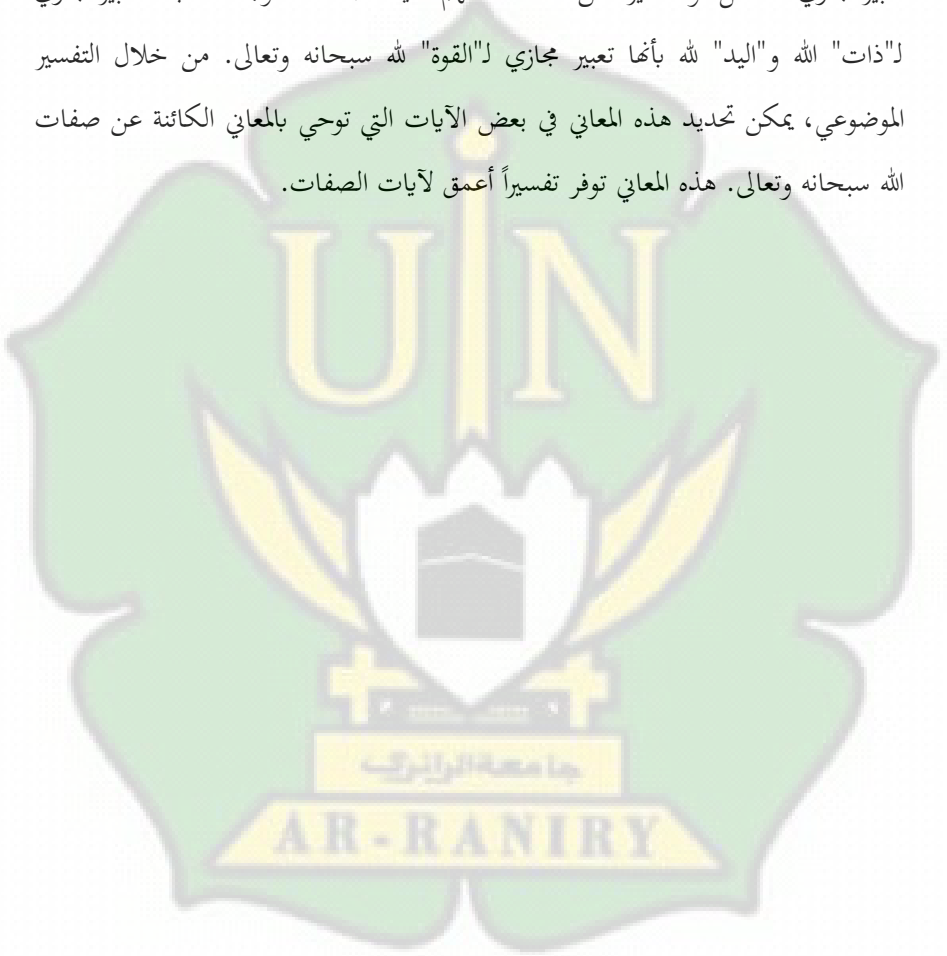 لـ"ذات" الله و"اليد" لله بأنها تعبير مجازي لـ"القوة" لله سبحانه وتعالى. من خلال التفسير
الموضوعي، يمكن تحديد هذه المعاني في بعض الآيات التي توحي بالمعاني الكائنة عن صفات
الله سبحانه وتعالى. هذه المعاني توفر تفسيراً أعمق لآيات الصفات.
UIN
جامعة الرانري
AR-RANIRY